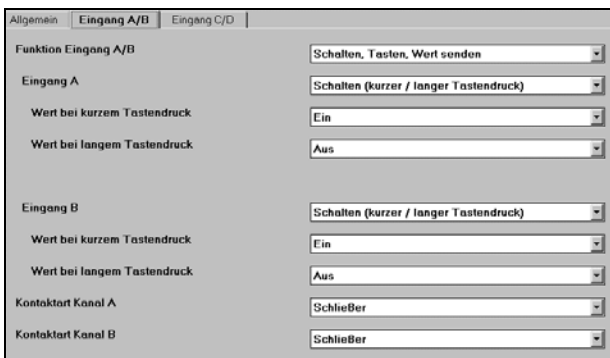 Allgemein Eingang A/B Eingang C/D
Funktion Eingang A/B Schalten, Tasten, Wert senden
Eingang A Schalten (kurzer / langer Tastendruck)
Wert bei kurzem Tastendruck Ein
Wert bei langem Tastendruck Aus
Eingang B Schalten (kurzer / langer Tastendruck)
Wert bei kurzem Tastendruck Ein
Wert bei langem Tastendruck Aus
Kontaktart Kanal A Schließer
Kontaktart Kanal B Schließer